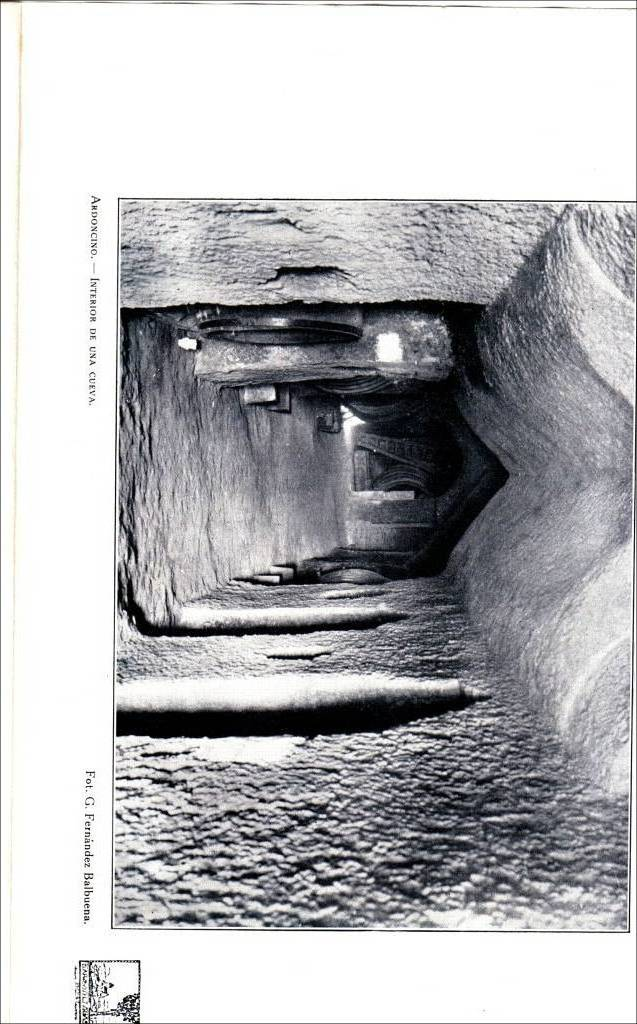 Ardoncino. — Interior de una cueva.
Fot. G. Fernández Balbuena.